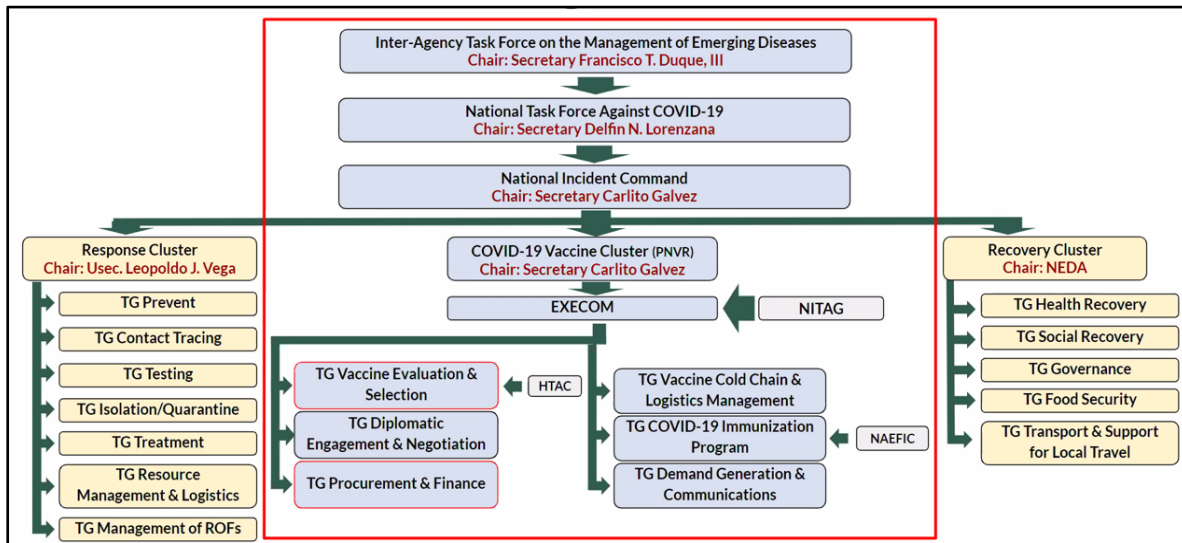 Inter-Agency Task Force on the Management of Emerging Diseases
Chair: Secretary Francisco T. Duque, III
National Task Force Against COVID-19
Chair: Secretary Delfin N. Lorenzana
National Incident Command
Chair: Secretary Carlito Galvez
Response Cluster
Chair: Usec. Leopoldo J. Vega
TG Prevent
TG Contact Tracing
TG Testing
TG Isolation/Quarantine
TG Treatment
TG Resource
Management & Logistics
TG Management of ROFs
COVID-19 Vaccine Cluster (PNVR)
Chair: Secretary Carlito Galvez
EXECOM
NITAG
TG Vaccine Evaluation &
Selection
HTAC
TG Diplomatic
Engagement & Negotiation
TG Procurement & Finance
TG Vaccine Cold Chain &
Logistics Management
TG COVID-19 Immunization
Program
NAEFIC
TG Demand Generation &
Communications
Recovery Cluster
Chair: NEDA
TG Health Recovery
TG Social Recovery
TG Governance
TG Food Security
TG Transport & Support
for Local Travel